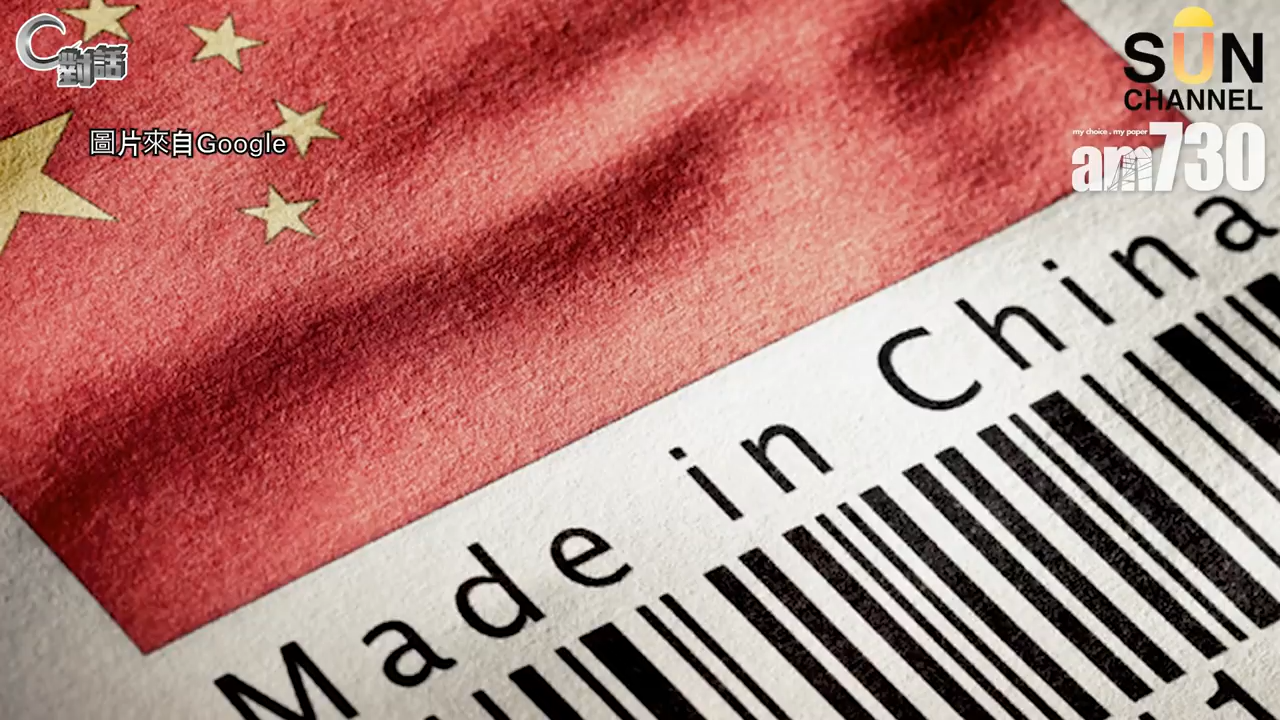 C對話
圖片來自Google
SUN
CHANNEL
my choice . my paper
am730
Made in China
1